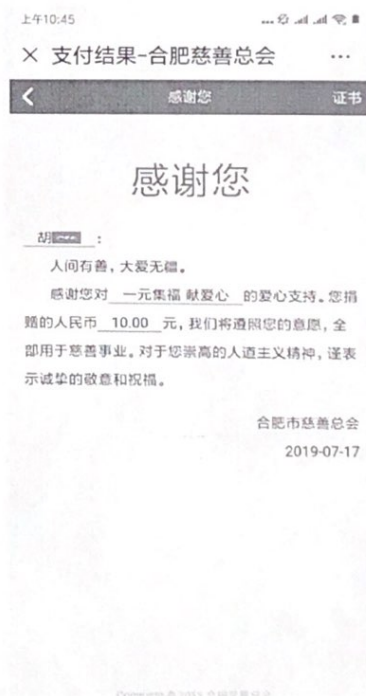 上午10:45
× 支付结果-合肥慈善总会 ...
感谢您 证书
感谢您
胡 :
人间有善，大爱无疆。
感谢您对 一元集福 献爱心 的爱心支持。您捐
赠的人民币 10.00 元，我们将遵照您的意愿，全
部用于慈善事业。对于您崇高的人道主义精神，谨表
示诚挚的敬意和祝福。
合肥市慈善总会
2019-07-17